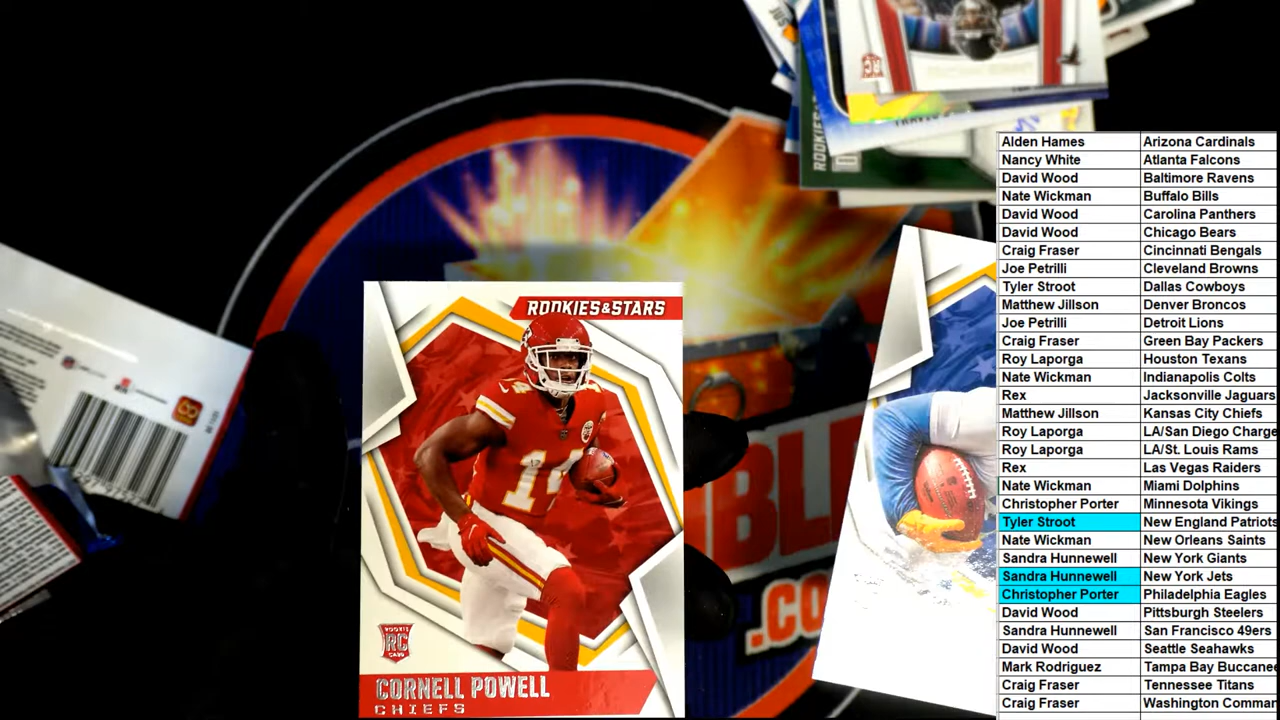 ROOKIES
ROOKIES&STARS
14
ROOKIE
RC
CARD
CORNELL POWELL
CHIEFS
.CO
Alden Hames Arizona Cardinals
Nancy White Atlanta Falcons
David Wood Baltimore Ravens
Nate Wickman Buffalo Bills
David Wood Carolina Panthers
David Wood Chicago Bears
Craig Fraser Cincinnati Bengals
Joe Petrilli Cleveland Browns
Tyler Stroot Dallas Cowboys
Matthew Jillson Denver Broncos
Joe Petrilli Detroit Lions
Craig Fraser Green Bay Packers
Roy Laporga Houston Texans
Nate Wickman Indianapolis Colts
Rex Jacksonville Jaguars
Matthew Jillson Kansas City Chiefs
Roy Laporga LA/San Diego Charge
Roy Laporga LA/St. Louis Rams
Rex Las Vegas Raiders
Nate Wickman Miami Dolphins
Christopher Porter Minnesota Vikings
Tyler Stroot New England Patriots
Nate Wickman New Orleans Saints
Sandra Hunnewell New York Giants
Sandra Hunnewell New York Jets
Christopher Porter Philadelphia Eagles
David Wood Pittsburgh Steelers
Sandra Hunnewell San Francisco 49ers
David Wood Seattle Seahawks
Mark Rodriguez Tampa Bay Buccanee
Craig Fraser Tennessee Titans
Craig Fraser Washington Comman